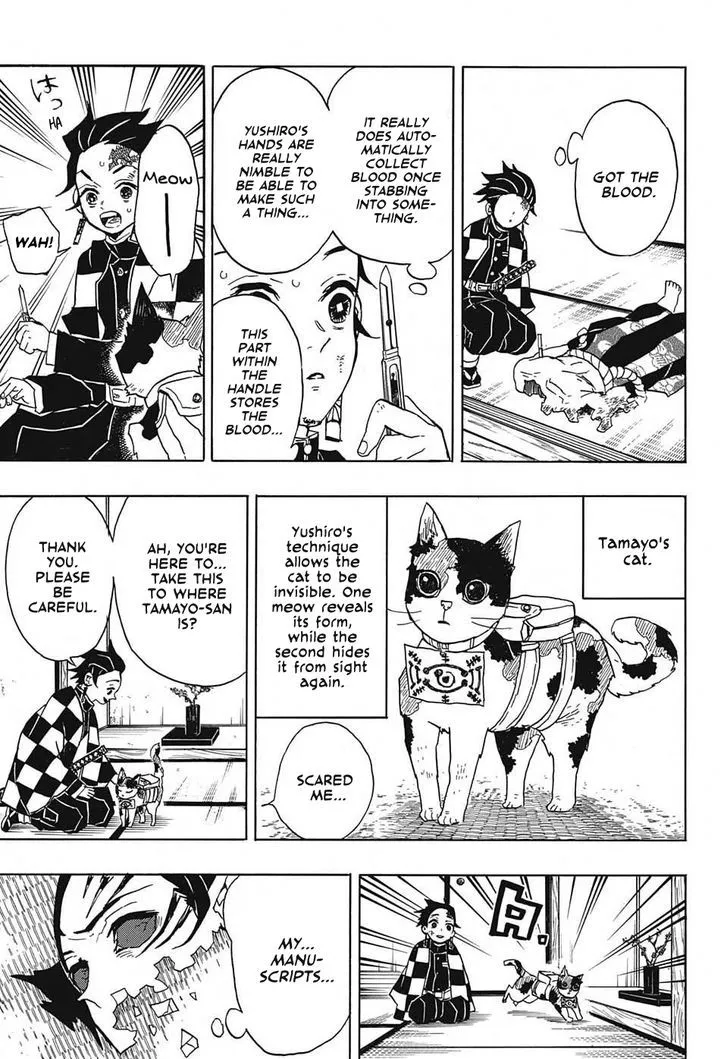 GOT THE
BLOOD.
IT REALLY
DOES AUTO-
MATICALLY
COLLECT
BLOOD ONCE
STABBING
INTO SOME-
THING.
YUSHIRO'S
HANDS ARE
REALLY
NIMBLE TO
BE ABLE TO
MAKE SUCH
A THING...
THIS
PART
WITHIN
THE
HANDLE
STORES
THE
BLOOD...
はっ
HA
Meow
WAH!
Tamayo's
cat.
Yushiro's
technique
allows the
cat to be
invisible. One
meow reveals
its form,
while the
second hides
it from sight
again.
SCARED
ME...
AH, YOU'RE
HERE TO...
TAKE THIS
TO WHERE
TAMAYO-SAN
IS?
THANK
YOU.
PLEASE
BE
CAREFUL.
MY...
MANU-
SCRIPTS...